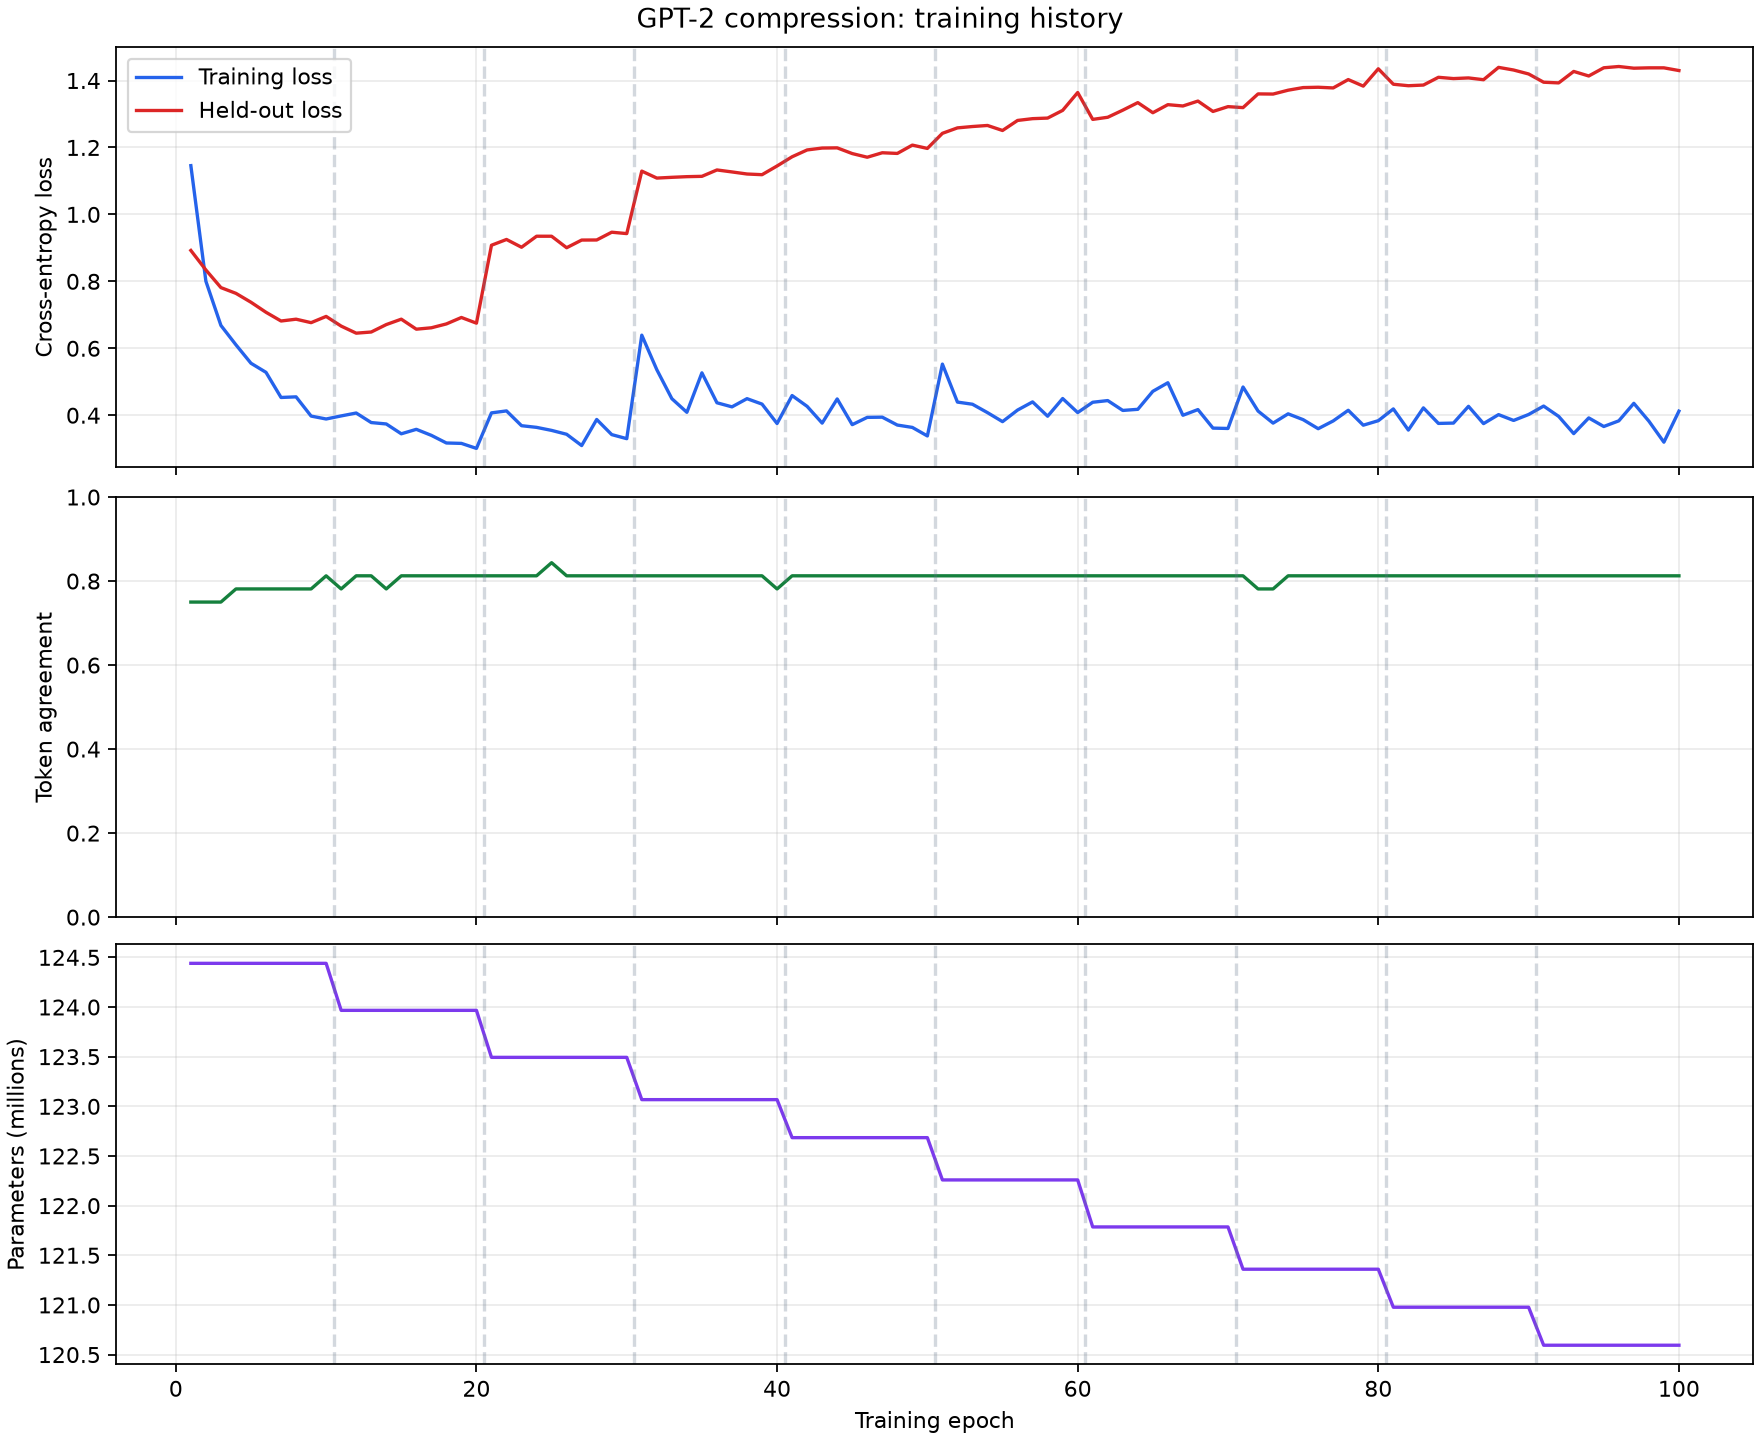 GPT-2 compression: training history
Training loss
Held-out loss
Cross-entropy loss
1.4
1.2
1.0
0.8
0.6
0.4
Token agreement
1.0
0.8
0.6
0.4
0.2
0.0
Parameters (millions)
124.5
124.0
123.5
123.0
122.5
122.0
121.5
121.0
120.5
0 20 40 60 80 100
Training epoch